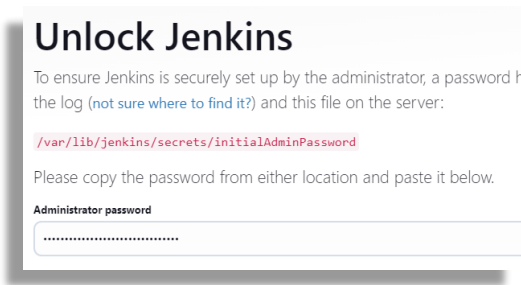 Unlock Jenkins
To ensure Jenkins is securely set up by the administrator, a password
the log (not sure where to find it?) and this file on the server:
/var/lib/jenkins/secrets/initialAdminPassword
Please copy the password from either location and paste it below.
Administrator password